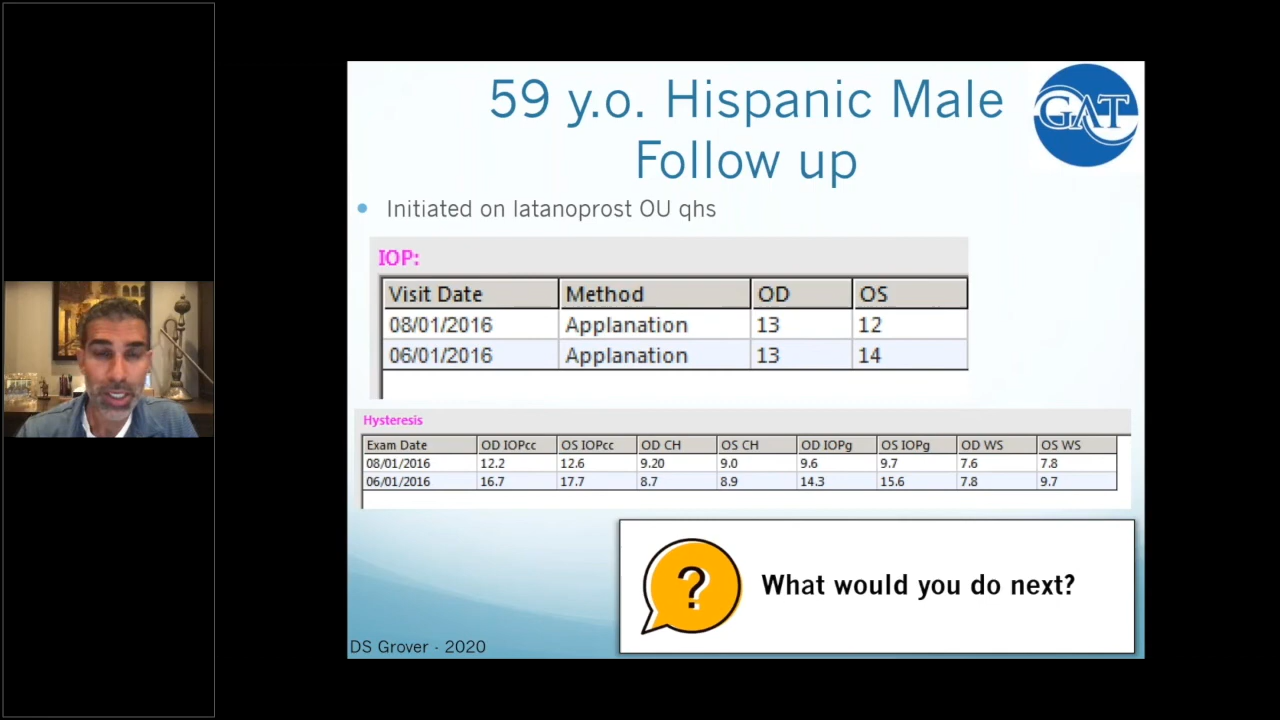 59 y.o. Hispanic Male
Follow up
GAT
Initiated on latanoprost OU qhs
IOP:
Visit Date Method OD OS
08/01/2016 Applanation 13 12
06/01/2016 Applanation 13 14
Hysteresis
Exam Date OD IOPcc OS IOPcc OD CH OS CH OD IOPg OS IOPg OD WS OS WS
08/01/2016 12.2 12.6 9.20 9.0 9.6 9.7 7.6 7.8
06/01/2016 16.7 17.7 8.7 8.9 14.3 15.6 7.8 9.7
? What would you do next?
DS Grover - 2020